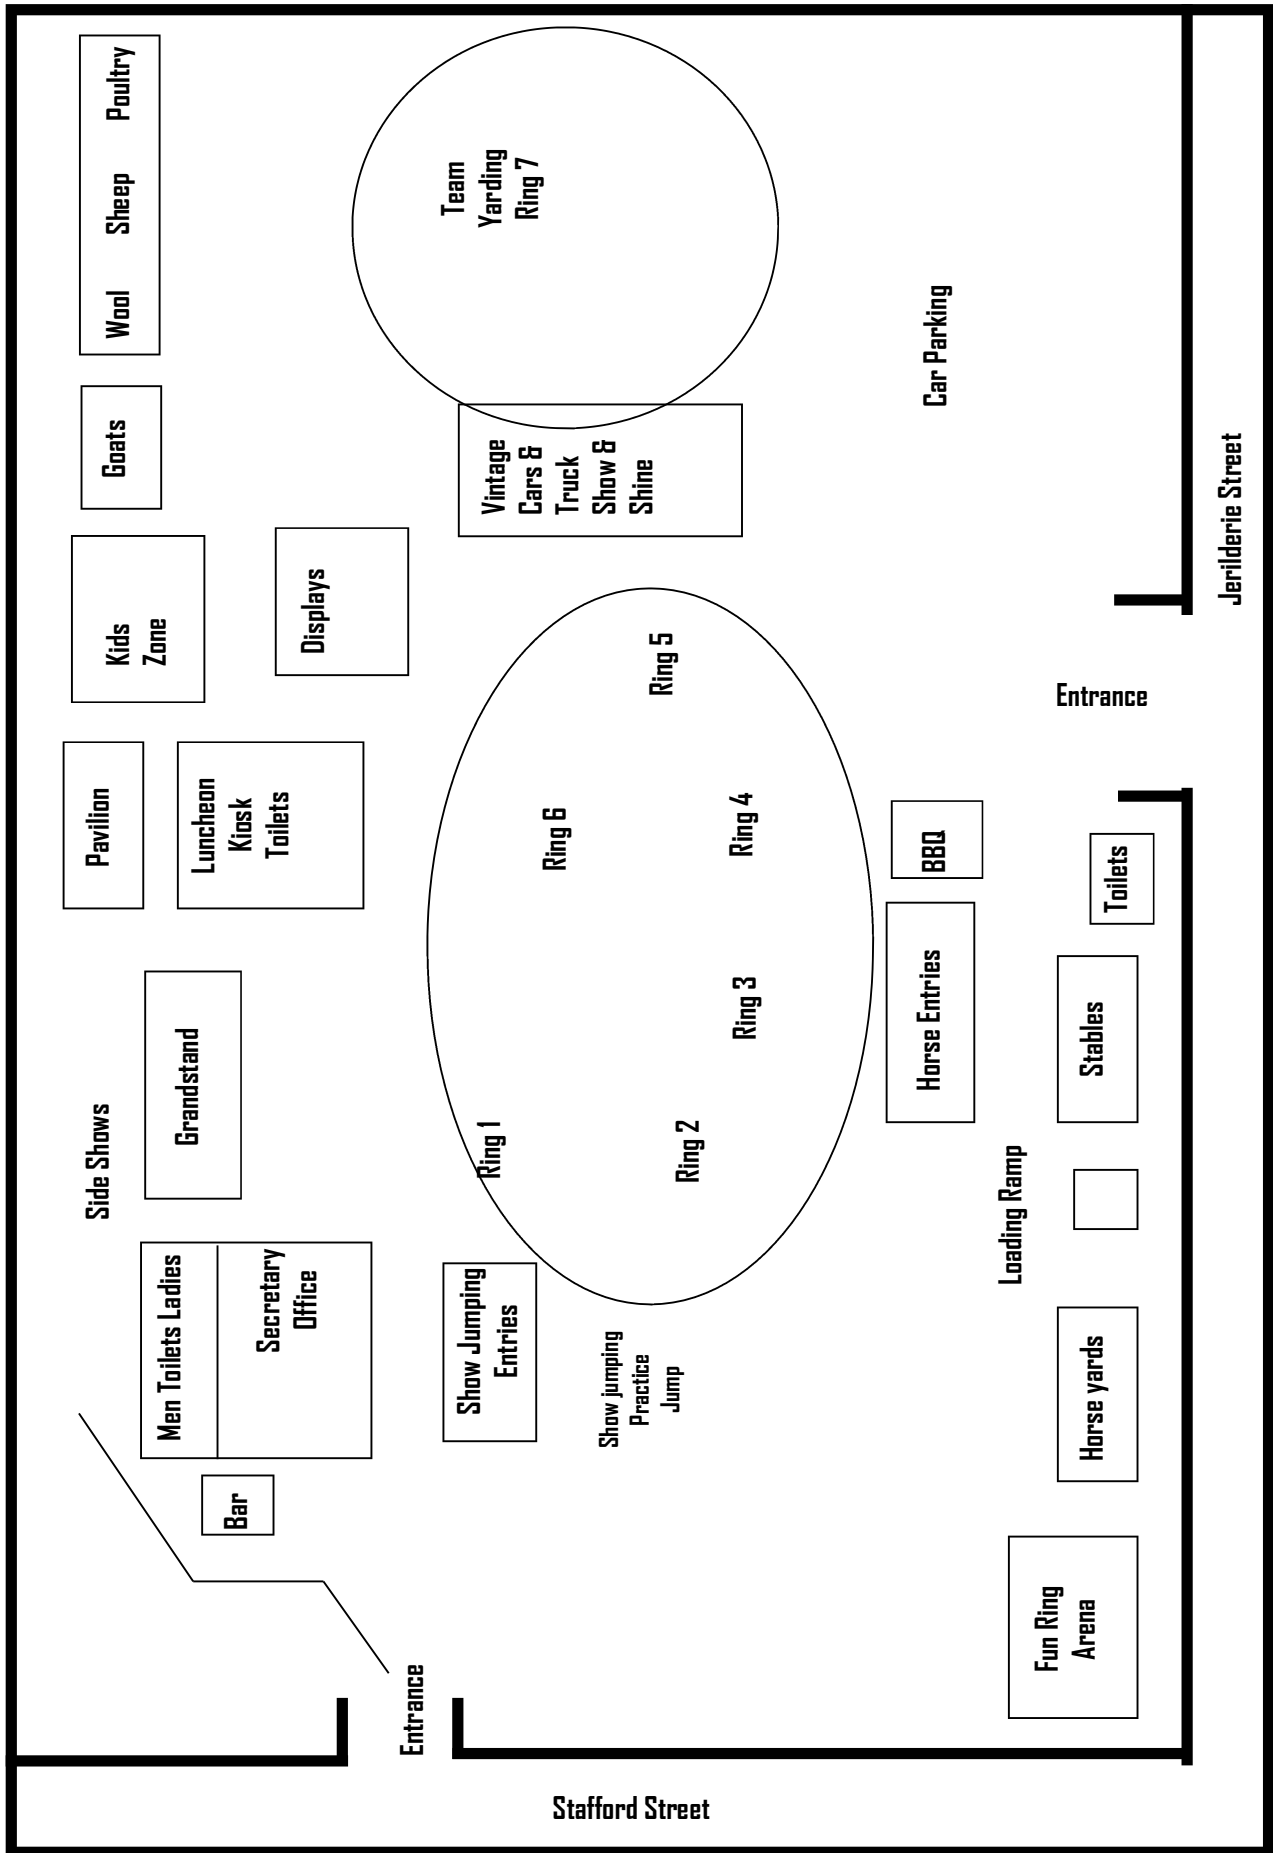 Poultry
Sheep
Wool
Goats
Kids
Zone
Displays
Pavilion
Luncheon
Kiosk
Toilets
Side Shows
Grandstand
Men Toilets Ladies
Secretary
Office
Bar
Team
Yarding
Ring 7
Vintage
Cars &
Truck
Show &
Shine
Car Parking
Ring 5
Ring 6
Ring 4
Ring 3
Ring 1
Ring 2
Show Jumping
Entries
Show jumping
Practice
Jump
BBQ
Horse Entries
Toilets
Stables
Loading Ramp
Horse yards
Fun Ring
Arena
Entrance
Jerilderie Street
Entrance
Stafford Street